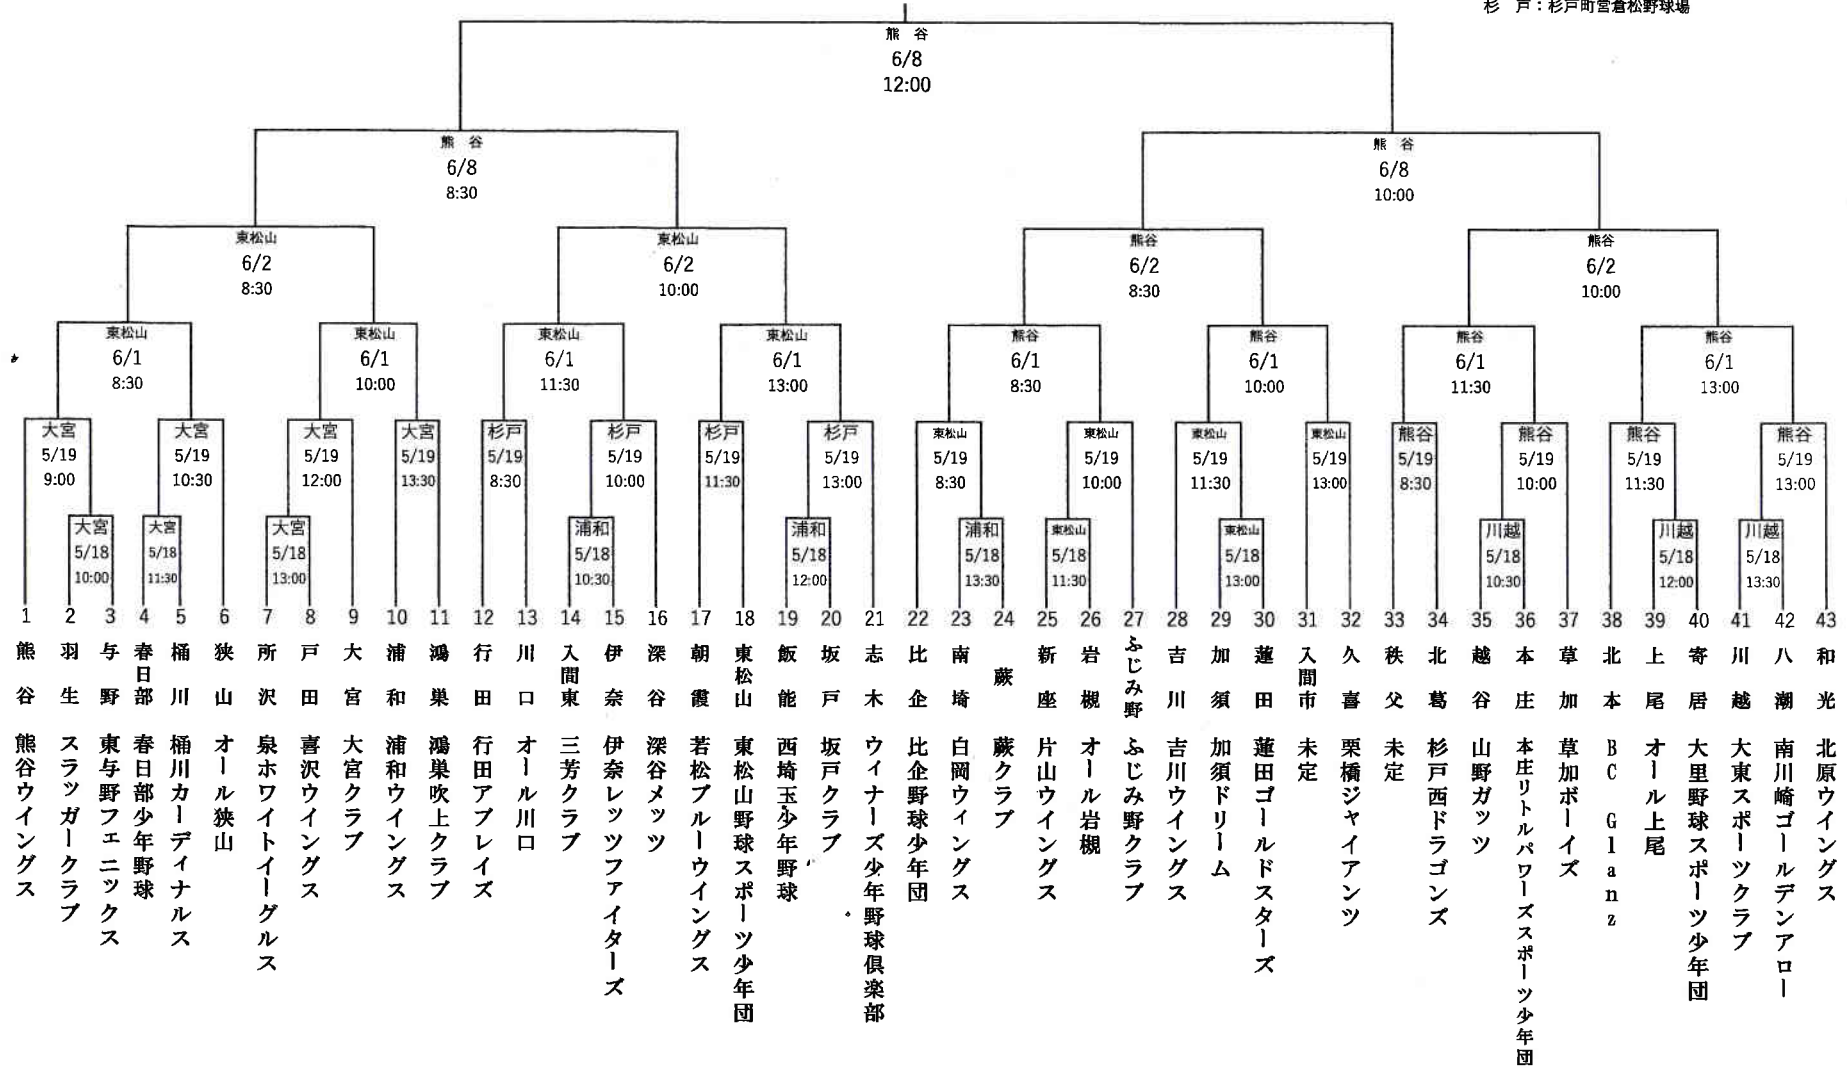 杉　戸：杉戸町宮倉松野球場
熊　谷
6/8
12:00
熊　谷
6/8
8:30
熊　谷
6/8
10:00
東松山
6/2
8:30
東松山
6/2
10:00
熊谷
6/2
8:30
熊谷
6/2
10:00
東松山
6/1
8:30
東松山
6/1
10:00
東松山
6/1
11:30
東松山
6/1
13:00
熊谷
6/1
8:30
熊谷
6/1
10:00
熊谷
6/1
11:30
熊谷
6/1
13:00
大宮
5/19
9:00
大宮
5/19
10:30
大宮
5/19
12:00
大宮
5/19
13:30
杉戸
5/19
8:30
杉戸
5/19
10:00
杉戸
5/19
11:30
杉戸
5/19
13:00
東松山
5/19
8:30
東松山
5/19
10:00
東松山
5/19
11:30
東松山
5/19
13:00
熊谷
5/19
8:30
熊谷
5/19
10:00
熊谷
5/19
11:30
熊谷
5/19
13:00
大宮
5/18
10:00
大宮
5/18
11:30
大宮
5/18
13:00
浦和
5/18
10:30
浦和
5/18
12:00
浦和
5/18
13:30
東松山
5/18
11:30
東松山
5/18
13:00
川越
5/18
10:30
川越
5/18
12:00
川越
5/18
13:30
1 熊谷 熊谷ウイングス
2 羽生 スラッガークラブ
3 与野 東与野フェニックス
4 春日部 春日部少年野球
5 桶川 桶川カーディナルス
6 狭山 オール狭山
7 所沢 泉ホワイトイーグルス
8 戸田 喜沢ウイングス
9 大宮 大宮クラブ
10 浦和 浦和ウイングス
11 鴻巣 鴻巣吹上クラブ
12 行田 行田アブレイズ
13 川口 オール川口
14 入間東 三芳クラブ
15 伊奈 伊奈レッツファイターズ
16 深谷 深谷メッツ
17 朝霞 若松ブルーウイングス
18 東松山 東松山野球スポーツ少年団
19 飯能 西埼玉少年野球
20 坂戸 坂戸クラブ
21 志木 ウィナーズ少年野球倶楽部
22 比企 比企野球少年団
23 南埼 白岡ウィングス
24 蕨 蕨クラブ
25 新座 片山ウイングス
26 岩槻 オール岩槻
27 ふじみ野 ふじみ野クラブ
28 吉川 吉川ウイングス
29 加須 加須ドリーム
30 蓮田 蓮田ゴールドスターズ
31 入間市 未定
32 久喜 栗橋ジャイアンツ
33 秩父 未定
34 北葛 杉戸西ドラゴンズ
35 越谷 山野ガッツ
36 本庄 本庄リトルパワーズスポーツ少年団
37 草加 草加ボーイズ
38 北本 BC Glanz
39 上尾 オール上尾
40 寄居 大里野球スポーツ少年団
41 川越 大東スポーツクラブ
42 八潮 南川崎ゴールデンアロー
43 和光 北原ウイングス